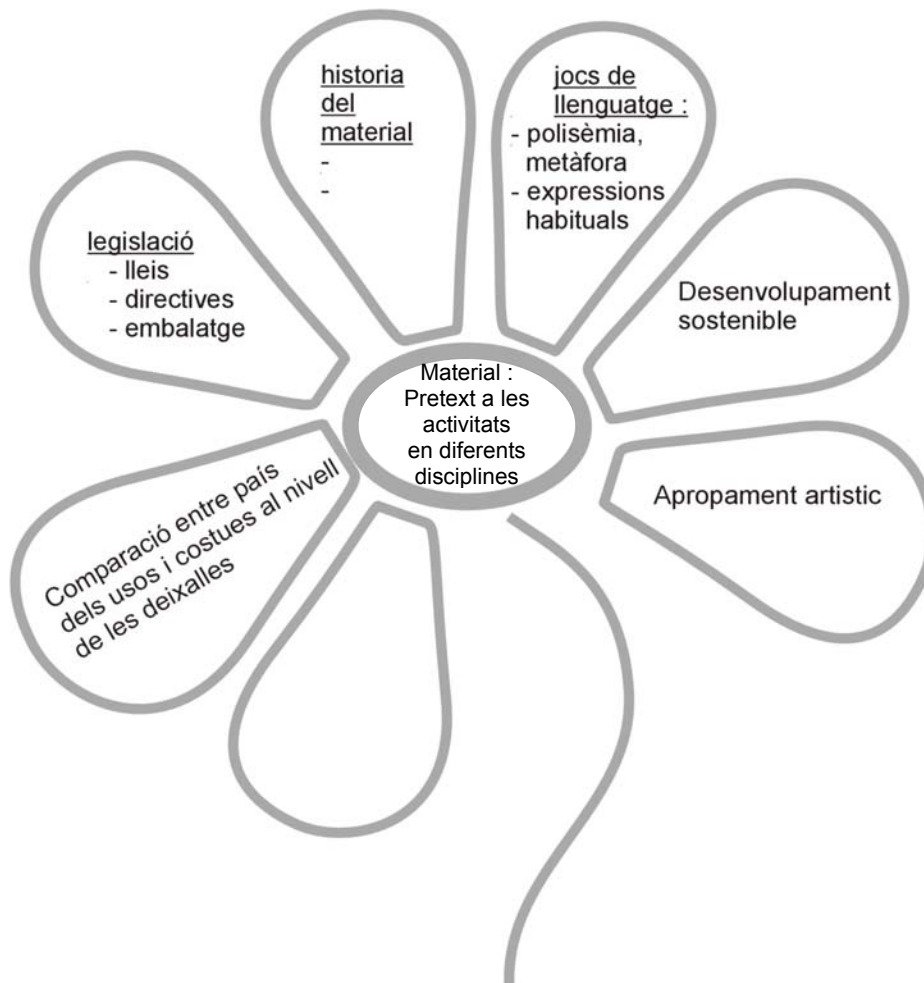 historia
del
material
-
-
jocs de
llenguatge :
- polisèmia,
metàfora
- expressions
habituals
legislació
- lleis
- directives
- embalatge
Desenvolupament
sostenible
Material :
Pretext a les
activitats
en diferents
disciplines
Comparació entre país
dels usos i costues al nivell
de les deixalles
Apropament artistic